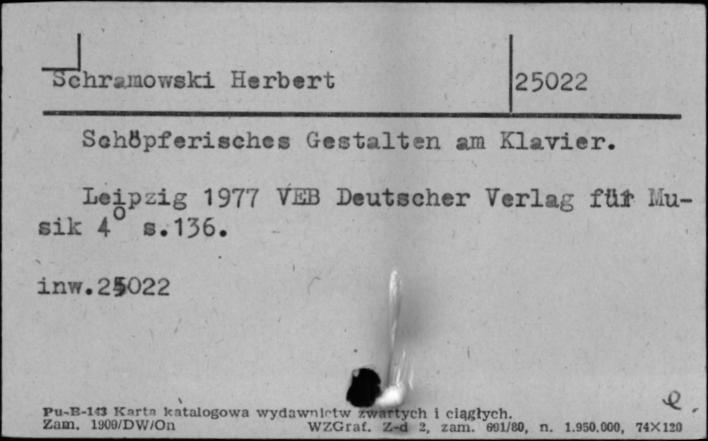 Schramowski Herbert 25022
Schöpferisches Gestalten am Klavier.
Leipzig 1977 VEB Deutscher Verlag für Mu-
sik 4° s.136.
inw.25022
Pu-B-143 Karta katalogowa wydawnictw zwartych i ciągłych.
Zam. 1900/DW/On WZGraf. Z-d 2, zam. 691/80, n. 1.950.000, 74×120